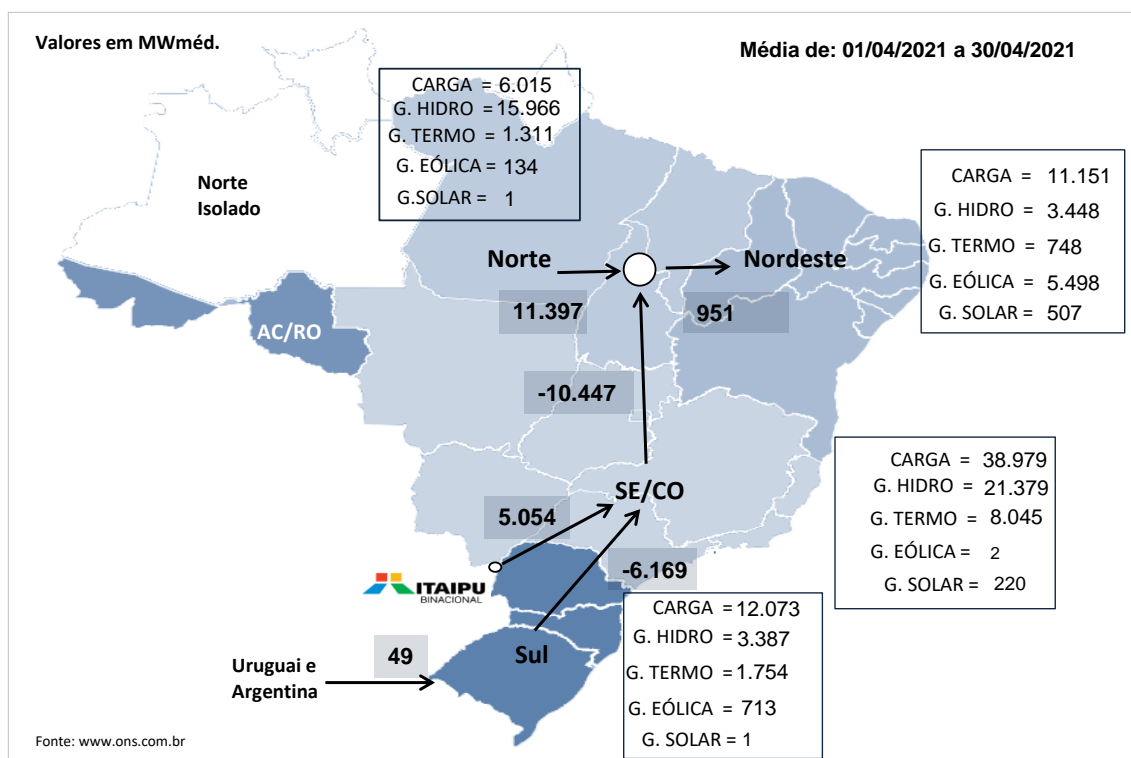 Valores em MWméd.
Média de: 01/04/2021 a 30/04/2021
CARGA = 6.015
G. HIDRO = 15.966
G. TERMO = 1.311
G. EÓLICA = 134
G.SOLAR = 1
Norte
Isolado
CARGA = 11.151
G. HIDRO = 3.448
G. TERMO = 748
G. EÓLICA = 5.498
G. SOLAR = 507
Norte
Nordeste
11.397
951
AC/RO
-10.447
CARGA = 38.979
G. HIDRO = 21.379
G. TERMO = 8.045
G. EÓLICA = 2
G. SOLAR = 220
SE/CO
5.054
-6.169
ITAIPU
BINACIONAL
CARGA =12.073
G. HIDRO = 3.387
G. TERMO = 1.754
G. EÓLICA = 713
G. SOLAR = 1
49
Sul
Uruguai e
Argentina
Fonte: www.ons.com.br